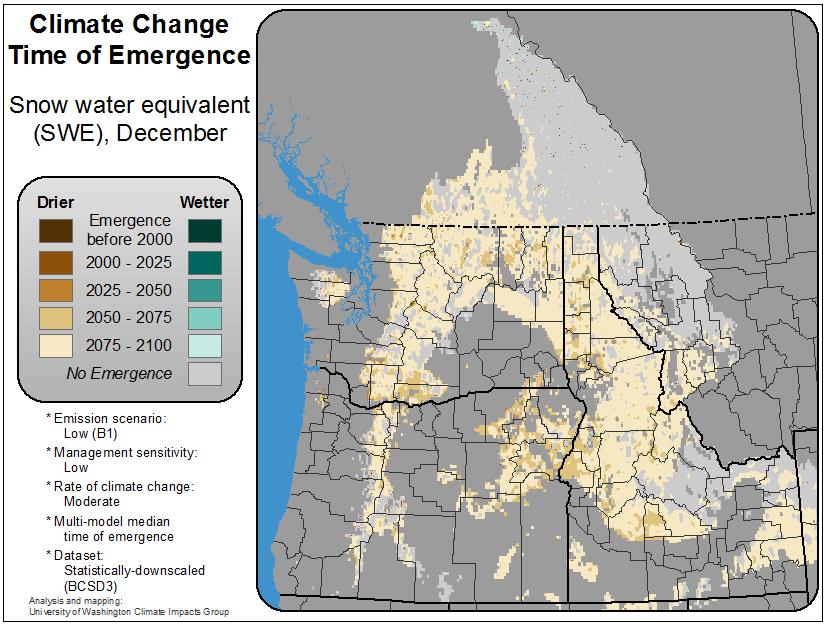 Climate Change
Time of Emergence
Snow water equivalent
(SWE), December
Drier
Wetter
Emergence
before 2000
2000 - 2025
2025 - 2050
2050 - 2075
2075 - 2100
No Emergence
* Emission scenario:
Low (B1)
* Management sensitivity:
Low
* Rate of climate change:
Moderate
* Multi-model median
time of emergence
* Dataset:
Statistically-downscaled
(BCSD3)
Analysis and mapping:
University of Washington Climate Impacts Group